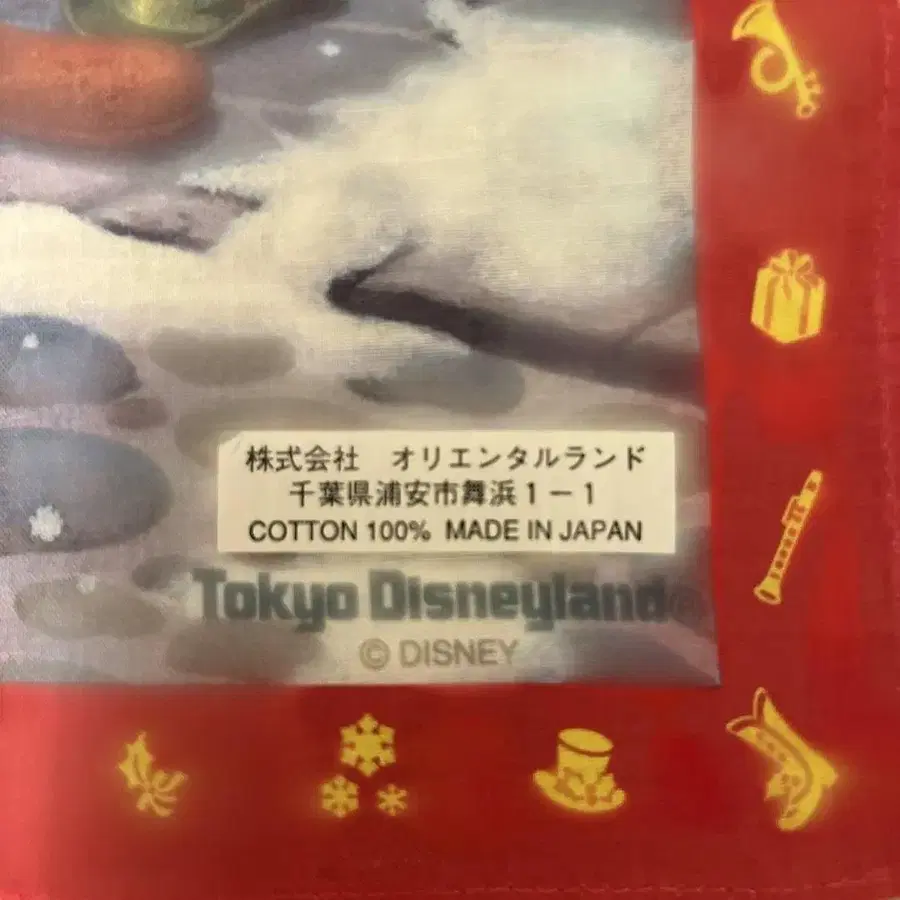 株式会社　オリエンタルランド
千葉県浦安市舞浜1－1
COTTON 100% MADE IN JAPAN
Tokyo Disneyland®
© DISNEY